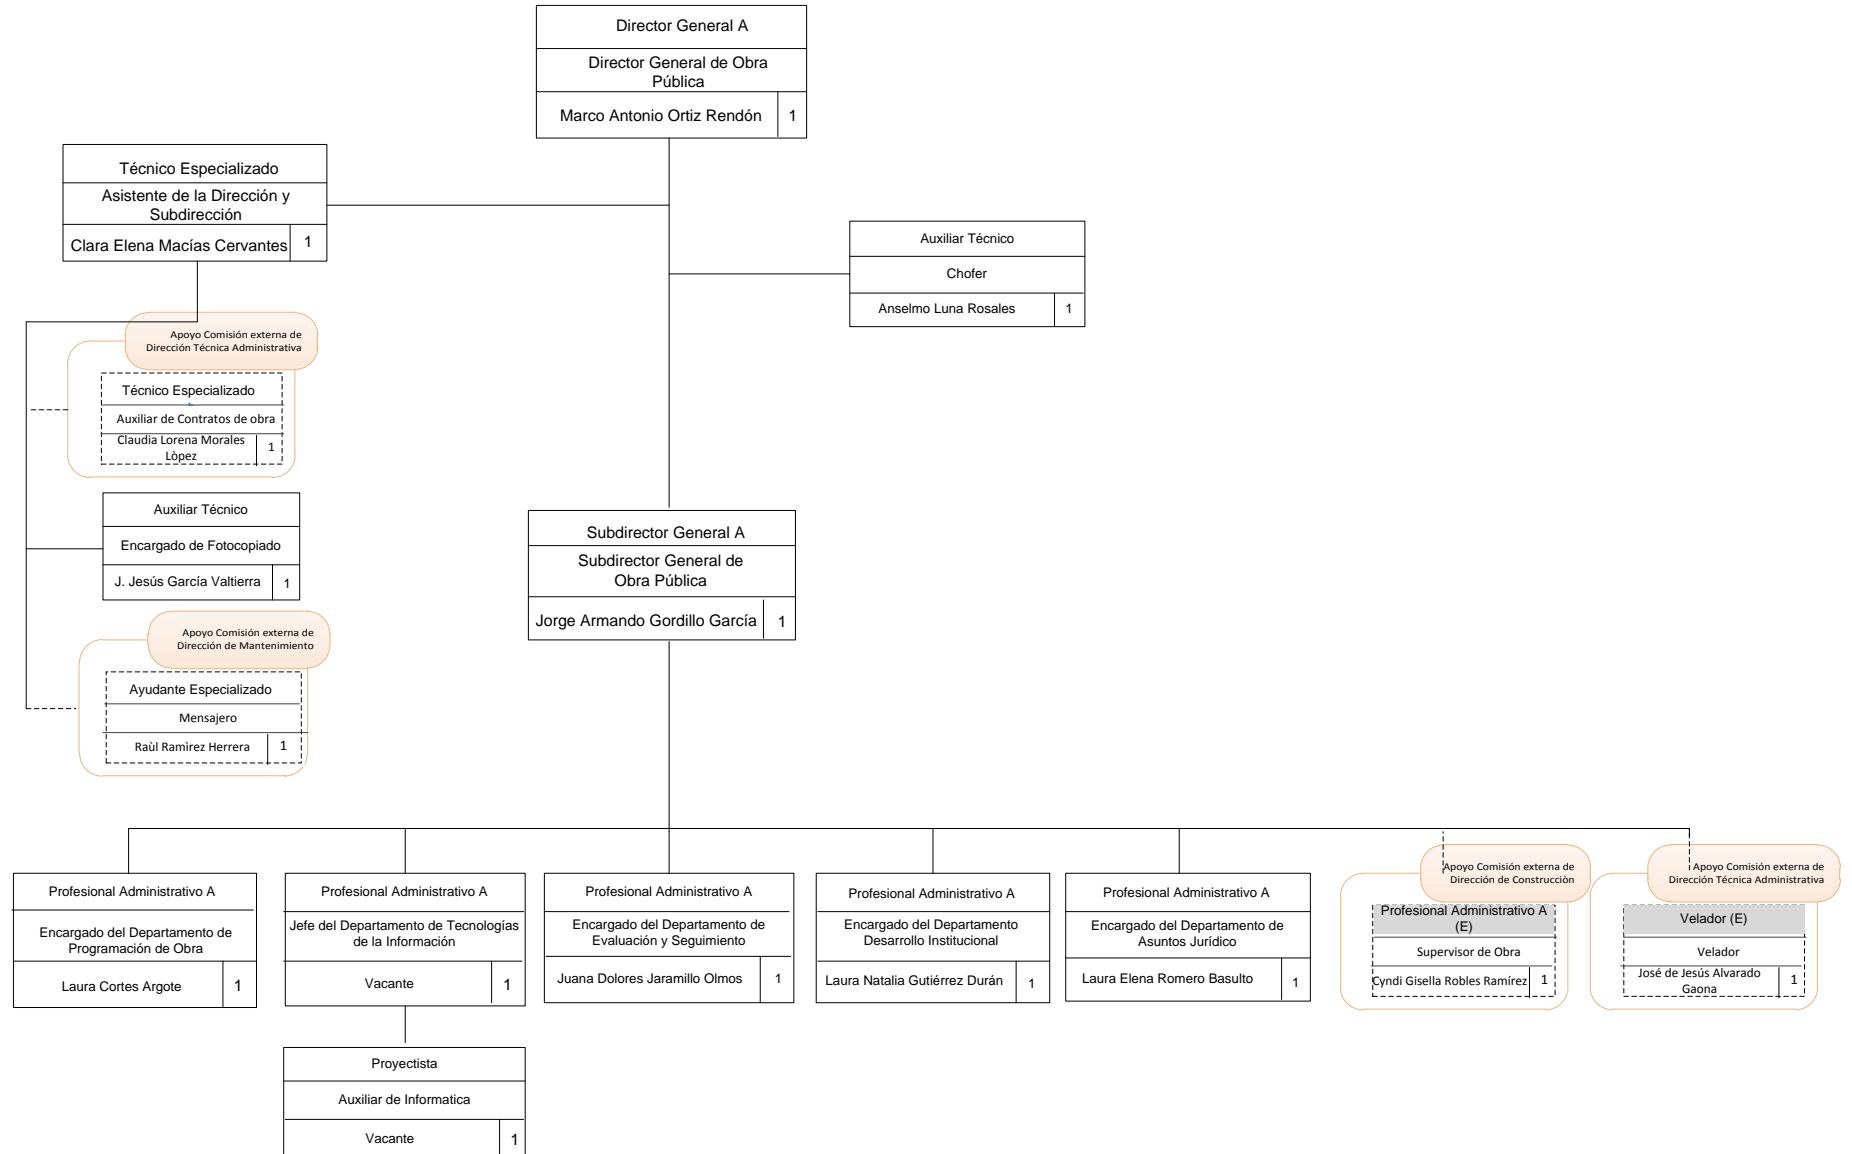 Director General A
Director General de Obra
Pública
Marco Antonio Ortiz Rendón
1
Técnico Especializado
Asistente de la Dirección y
Subdirección
Clara Elena Macías Cervantes
1
Auxiliar Técnico
Chofer
Anselmo Luna Rosales
1
Apoyo Comisión externa de
Dirección Técnica Administrativa
Técnico Especializado
Auxiliar de Contratos de obra
Claudia Lorena Morales
Lòpez
1
Auxiliar Técnico
Encargado de Fotocopiado
J. Jesús García Valtierra
1
Apoyo Comisión externa de
Dirección de Mantenimiento
Ayudante Especializado
Mensajero
Raùl Ramìrez Herrera
1
Subdirector General A
Subdirector General de
Obra Pública
Jorge Armando Gordillo García
1
Profesional Administrativo A
Encargado del Departamento de
Programación de Obra
Laura Cortes Argote
1
Profesional Administrativo A
Jefe del Departamento de Tecnologías
de la Información
Vacante
1
Proyectista
Auxiliar de Informatica
Vacante
1
Profesional Administrativo A
Encargado del Departamento de
Evaluación y Seguimiento
Juana Dolores Jaramillo Olmos
1
Profesional Administrativo A
Encargado del Departamento
Desarrollo Institucional
Laura Natalia Gutiérrez Durán
1
Profesional Administrativo A
Encargado del Departamento de
Asuntos Jurídico
Laura Elena Romero Basulto
1
Apoyo Comisión externa de
Dirección de Construcciòn
Profesional Administrativo A
(E)
Supervisor de Obra
Cyndi Gisella Robles Ramírez
1
Apoyo Comisión externa de
Dirección Técnica Administrativa
Velador (E)
Velador
José de Jesús Alvarado
Gaona
1